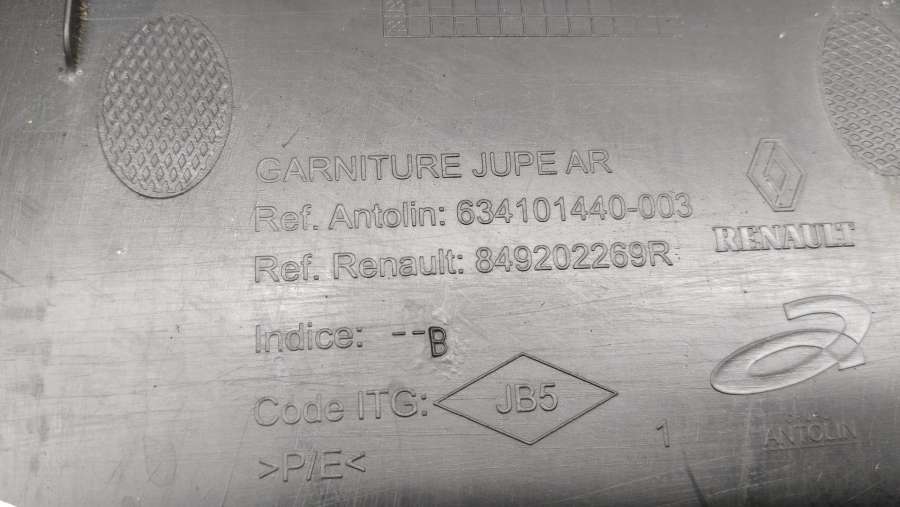 GARNITURE JUPE AR
Ref. Antolin: 634101440-003
Ref. Renault: 849202269R
RENAULT
Indice: --B
Code ITG: JB5
1
ANTOLIN
>P/E<